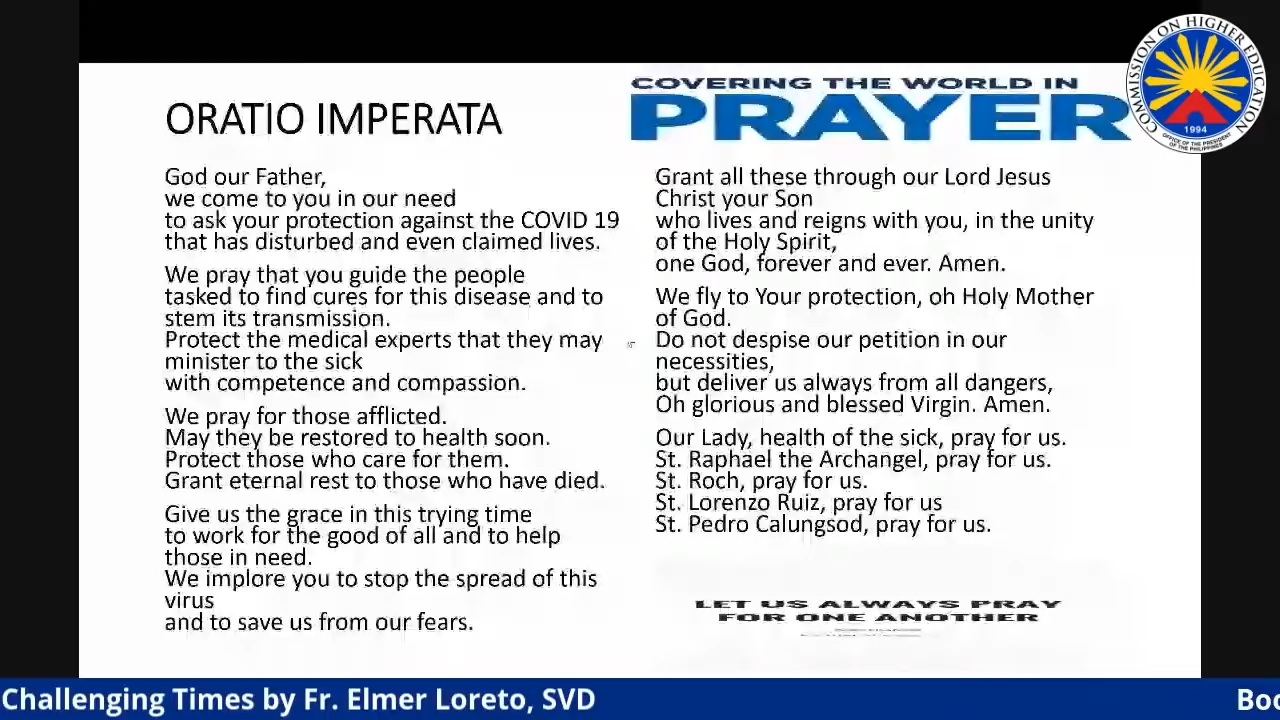 COVERING THE WORLD IN
PRAYER
COMMISSION ON HIGHER EDUCATION
1994
OFFICE OF THE PRESIDENT
OF THE PHILIPPINES
ORATIO IMPERATA
God our Father,
we come to you in our need
to ask your protection against the COVID 19
that has disturbed and even claimed lives.
We pray that you guide the people
tasked to find cures for this disease and to
stem its transmission.
Protect the medical experts that they may
minister to the sick
with competence and compassion.
We pray for those afflicted.
May they be restored to health soon.
Protect those who care for them.
Grant eternal rest to those who have died.
Give us the grace in this trying time
to work for the good of all and to help
those in need.
We implore you to stop the spread of this
virus
and to save us from our fears.
Grant all these through our Lord Jesus
Christ your Son
who lives and reigns with you, in the unity
of the Holy Spirit,
one God, forever and ever. Amen.
We fly to Your protection, oh Holy Mother
of God.
Do not despise our petition in our
necessities,
but deliver us always from all dangers,
Oh glorious and blessed Virgin. Amen.
Our Lady, health of the sick, pray for us.
St. Raphael the Archangel, pray for us.
St. Roch, pray for us.
St. Lorenzo Ruiz, pray for us
St. Pedro Calungsod, pray for us.
LET US ALWAYS PRAY
FOR ONE ANOTHER
Challenging Times by Fr. Elmer Loreto, SVD
Boo